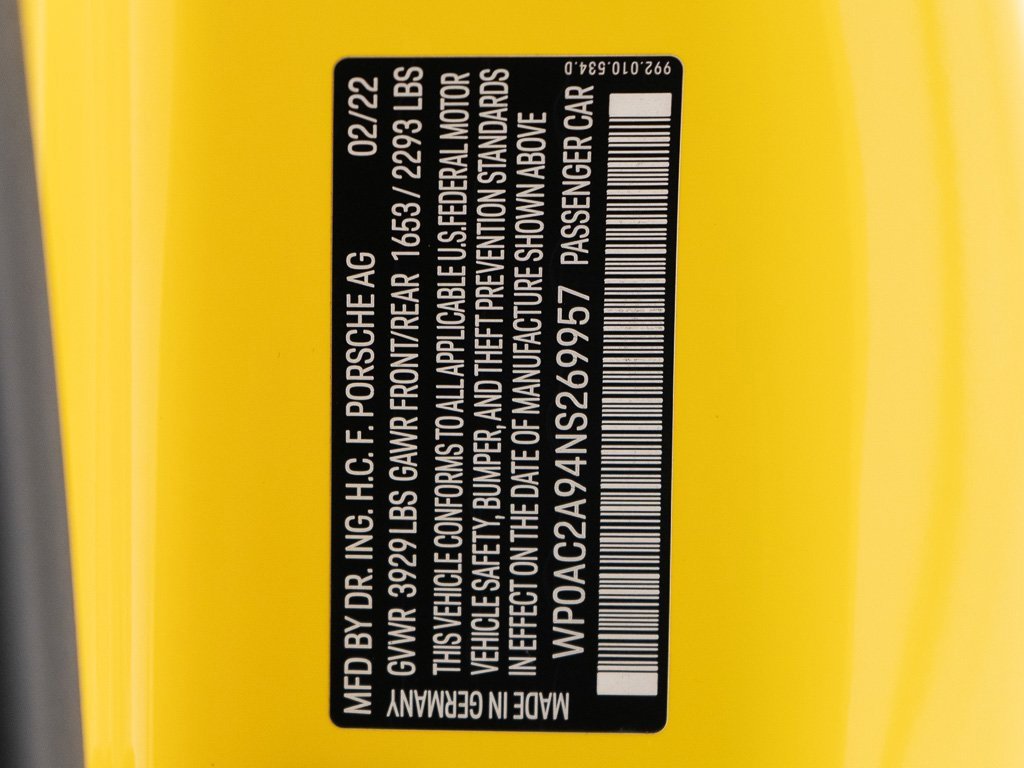 MFD BY DR. ING. H.C. F. PORSCHE AG 02/22
GVWR 3929 LBS GAWR FRONT/REAR 1653 / 2293 LBS
THIS VEHICLE CONFORMS TO ALL APPLICABLE U.S.FEDERAL MOTOR
VEHICLE SAFETY, BUMPER, AND THEFT PREVENTION STANDARDS
IN EFFECT ON THE DATE OF MANUFACTURE SHOWN ABOVE
WP0AC2A94NS269957 PASSENGER CAR
MADE IN GERMANY
992.010.534.D